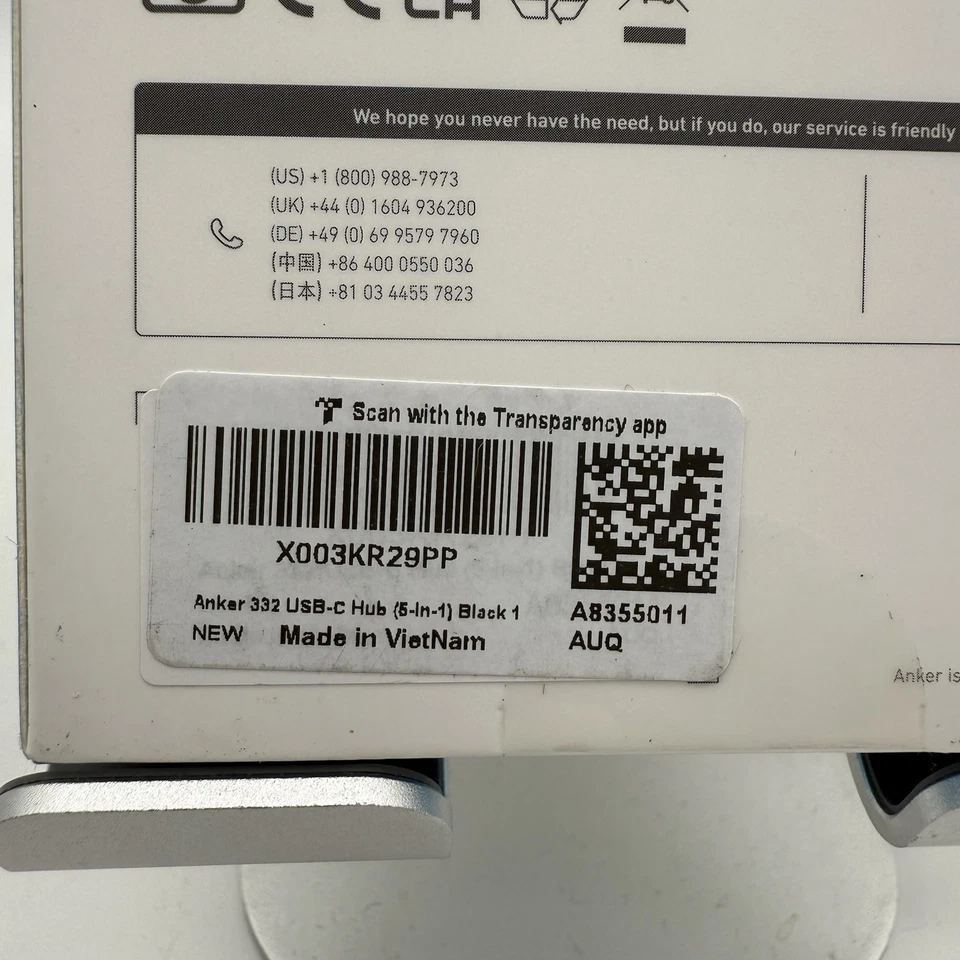 We hope you never have the need, but if you do, our service is friendly
(US) +1 (800) 988-7973
(UK) +44 (0) 1604 936200
(DE) +49 (0) 69 9579 7960
(中国) +86 400 0550 036
(日本) +81 03 4455 7823
Scan with the Transparency app
X003KR29PP
Anker 332 USB-C Hub (5-in-1) Black 1
NEW Made in VietNam
A8355011
AUQ
Anker is